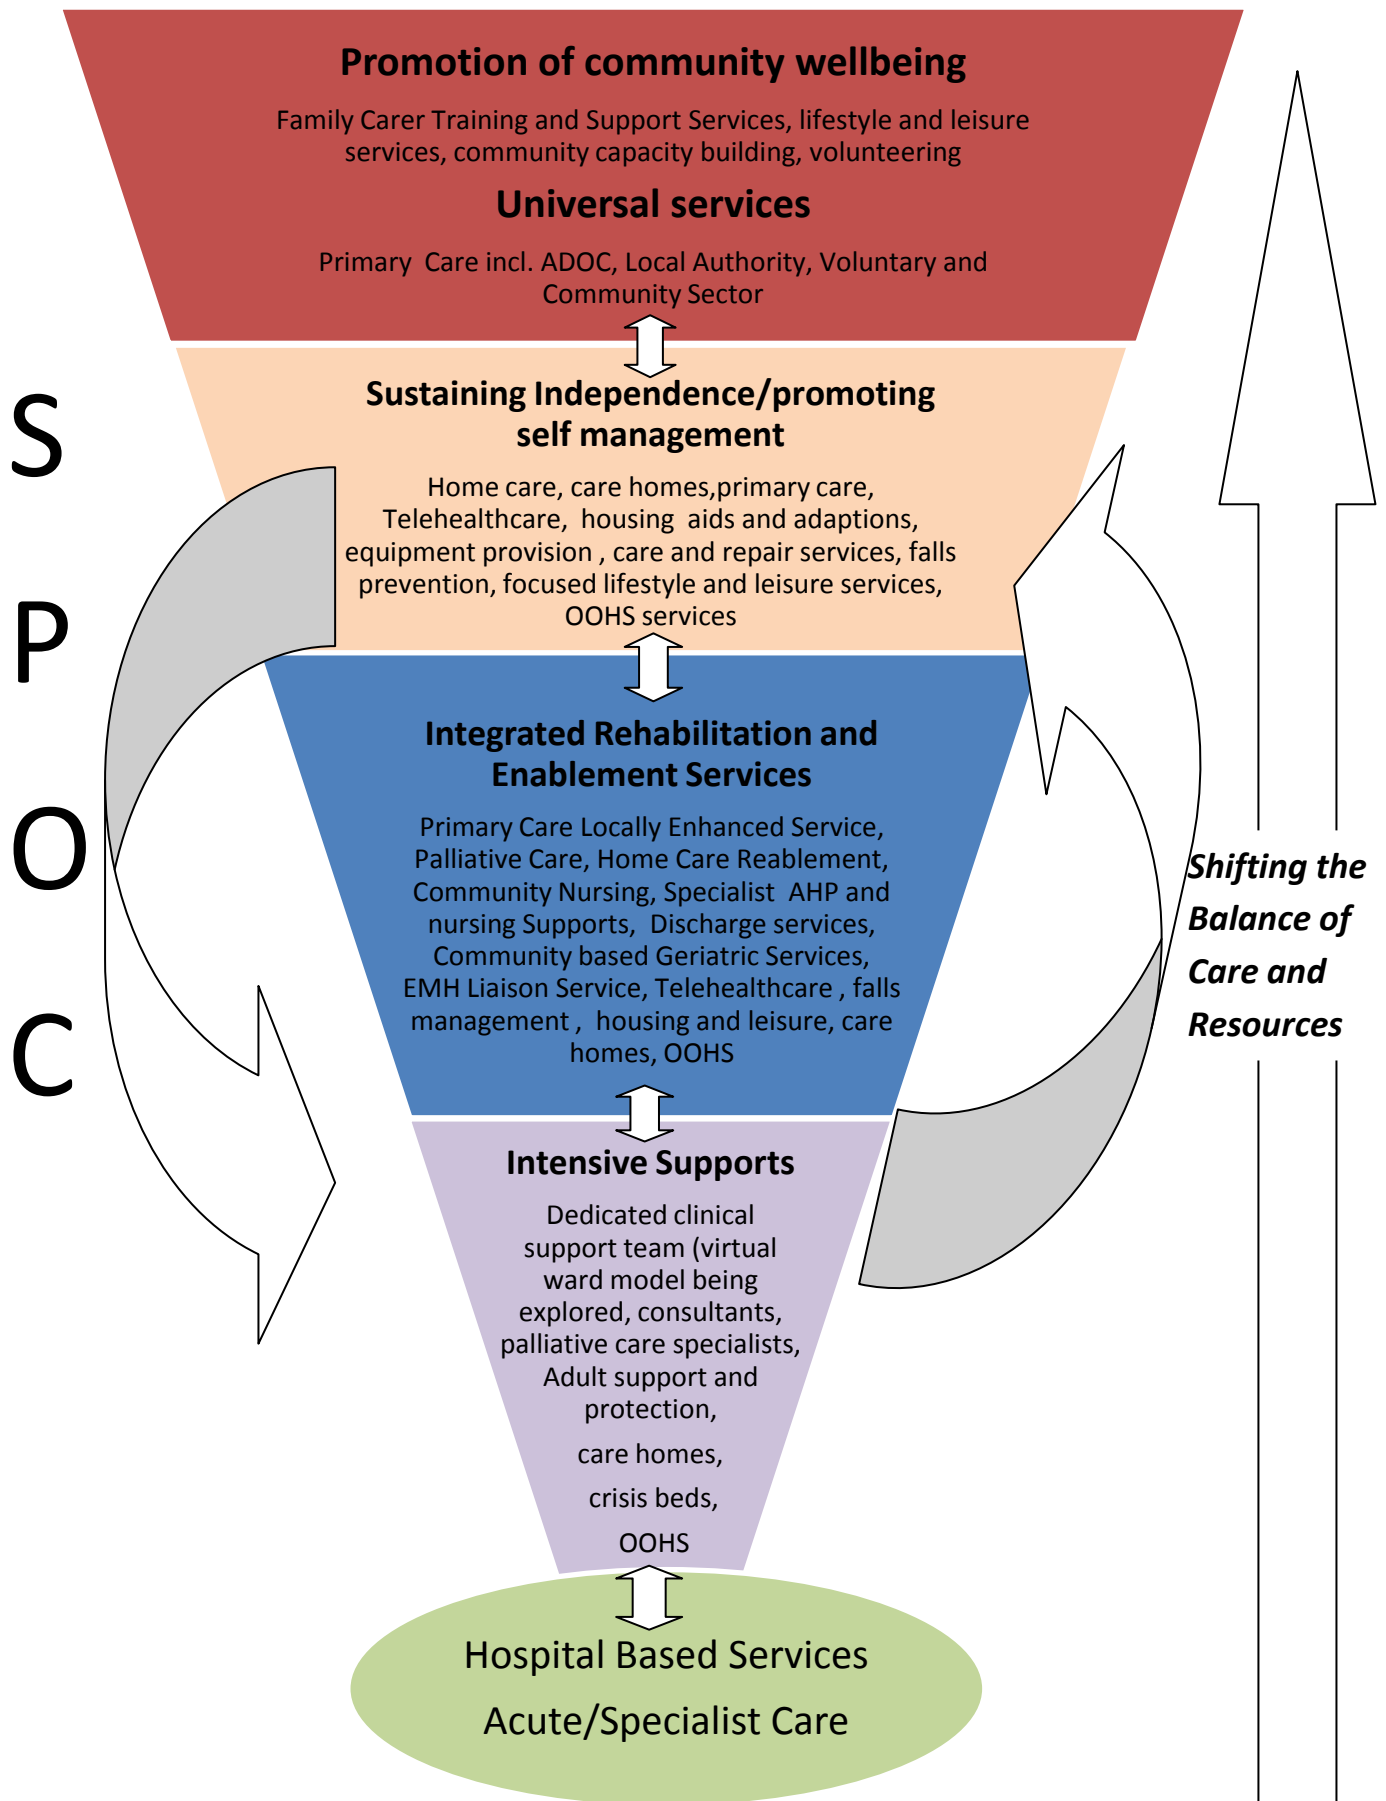 Promotion of community wellbeing
Family Carer Training and Support Services, lifestyle and leisure
services, community capacity building, volunteering
Universal services
Primary  Care incl. ADOC, Local Authority, Voluntary and
Community Sector
Sustaining Independence/promoting
self management
Home care, care homes,primary care,
Telehealthcare,  housing  aids and adaptions,
equipment provision , care and repair services, falls
prevention, focused lifestyle and leisure services,
OOHS services
Integrated Rehabilitation and
Enablement Services
Primary Care Locally Enhanced Service,
Palliative Care, Home Care Reablement,
Community Nursing, Specialist  AHP and
nursing Supports,  Discharge services,
Community based Geriatric Services,
EMH Liaison Service, Telehealthcare , falls
management ,  housing and leisure, care
homes, OOHS
Intensive Supports
Dedicated clinical
support team (virtual
ward model being
explored, consultants,
palliative care specialists,
Adult support and
protection,
care homes,
crisis beds,
OOHS
Hospital Based Services
Acute/Specialist Care
S
P
O
C
Shifting the
Balance of
Care and
Resources